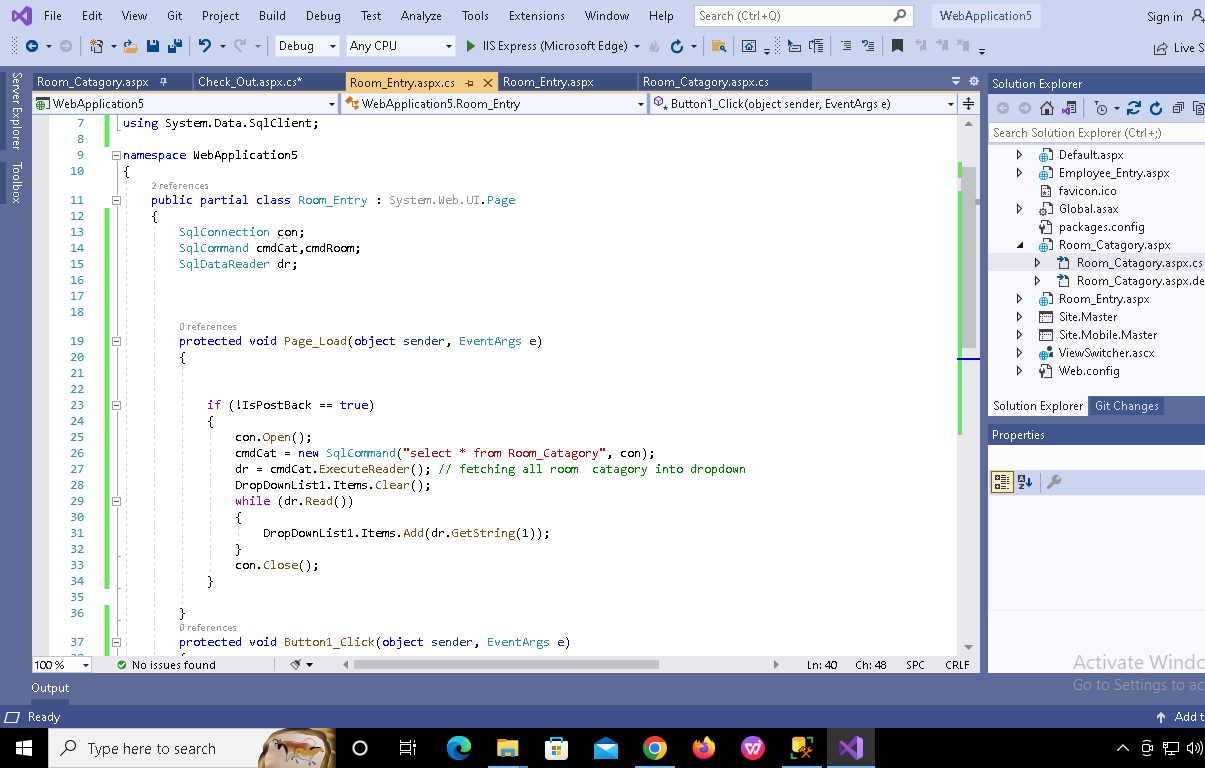 File Edit View Git Project Build Debug Test Analyze Tools Extensions Window Help Search (Ctrl+Q) WebApplication5 Sign in
Debug Any CPU IIS Express (Microsoft Edge) Live S
Room_Catagory.aspx Check_Out.aspx.cs* Room_Entry.aspx.cs Room_Entry.aspx Room_Catagory.aspx.cs
WebApplication5 WebApplication5.Room_Entry Button1_Click(object sender, EventArgs e)
Server Explorer
Toolbox
7 using System.Data.SqlClient;
8
9 namespace WebApplication5
10 {
2 references
11 public partial class Room_Entry : System.Web.UI.Page
12
13 SqlConnection con;
14 SqlCommand cmdCat,cmdRoom;
15 SqlDataReader dr;
16
17
18
0 references
19 protected void Page_Load(object sender, EventArgs e)
20 {
21
22
23 if (!IsPostBack == true)
24 {
25 con.Open();
26 cmdCat = new SqlCommand("select * from Room_Catagory", con);
27 dr = cmdCat.ExecuteReader(); // fetching all room  catagory into dropdown
28 DropDownList1.Items.Clear();
29 while (dr.Read())
30 {
31 DropDownList1.Items.Add(dr.GetString(1));
32 }
33 con.Close();
34 }
35
36 }
0 references
37 protected void Button1_Click(object sender, EventArgs e)
100 % No issues found Ln: 40 Ch: 48 SPC CRLF
Solution Explorer
Search Solution Explorer (Ctrl+;)
Default.aspx
Employee_Entry.aspx
favicon.ico
Global.asax
packages.config
Room_Catagory.aspx
Room_Catagory.aspx.cs
Room_Catagory.aspx.de
Room_Entry.aspx
Site.Master
Site.Mobile.Master
ViewSwitcher.ascx
Web.config
Solution Explorer Git Changes
Properties
Activate Windo
Go to Settings to ac
Output
Ready Add t
Type here to search